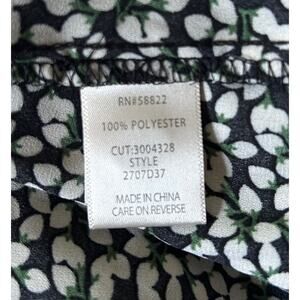 RN#58822
100% POLYESTER
CUT:3004328
STYLE
2707D37
MADE IN CHINA
CARE ON REVERSE